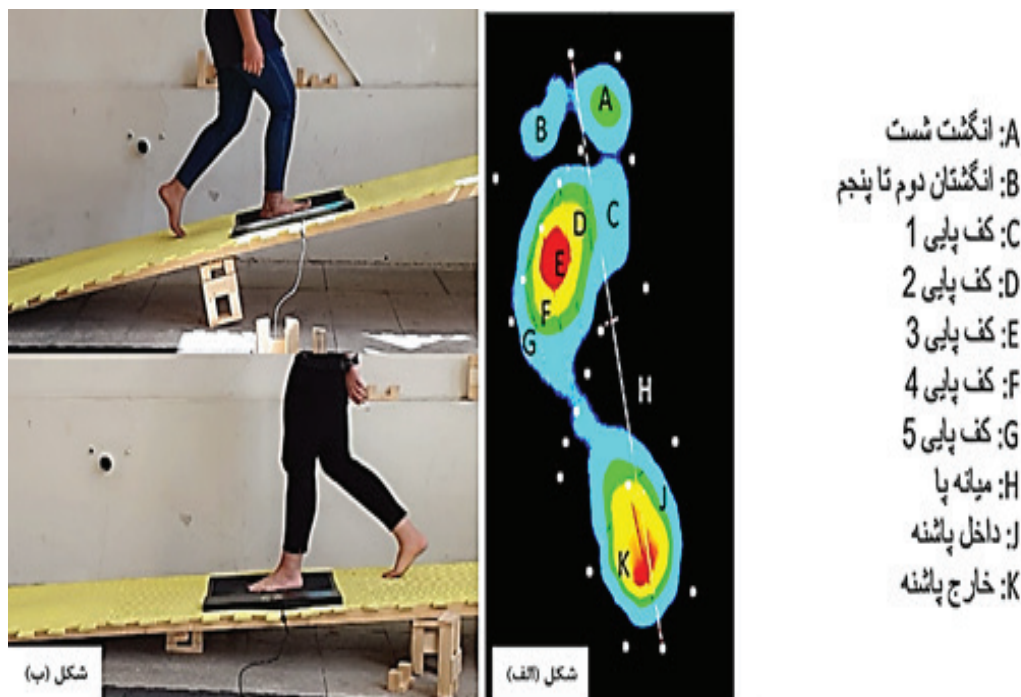 A: انگشت شست
B: انگشتان دوم تا پنجم
C: کف پایی 1
D: کف پایی 2
E: کف پایی 3
F: کف پایی 4
G: کف پایی 5
H: میانه پا
J: داخل پاشنه
K: خارج پاشنه
A
B
C
D
E
F
G
H
J
K
شکل (الف)
شکل (ب)